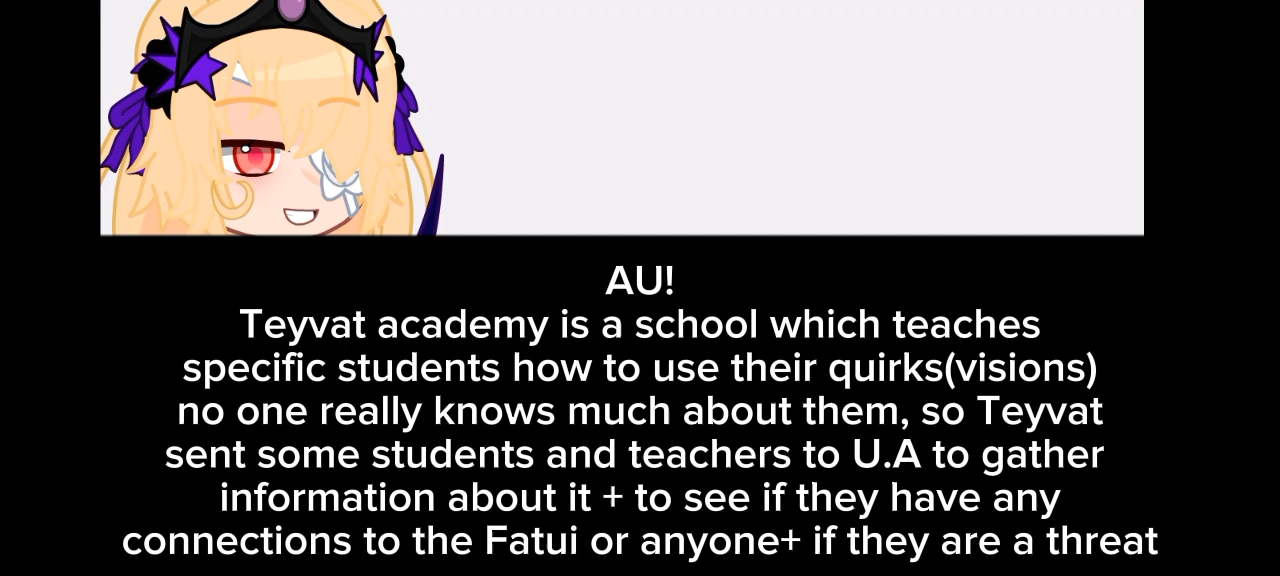 AU!
Teyvat academy is a school which teaches
specific students how to use their quirks(visions)
no one really knows much about them, so Teyvat
sent some students and teachers to U.A to gather
information about it + to see if they have any
connections to the Fatui or anyone+ if they are a threat